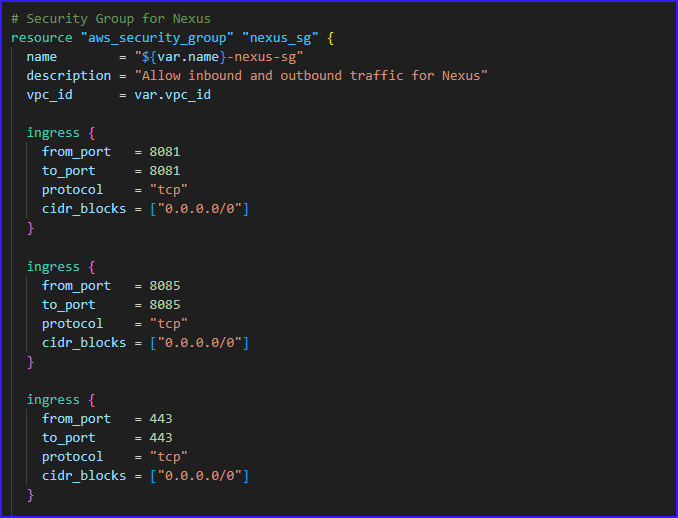 # Security Group for Nexus
resource "aws_security_group" "nexus_sg" {
  name        = "${var.name}-nexus-sg"
  description = "Allow inbound and outbound traffic for Nexus"
  vpc_id      = var.vpc_id

  ingress {
    from_port   = 8081
    to_port     = 8081
    protocol    = "tcp"
    cidr_blocks = ["0.0.0.0/0"]
  }

  ingress {
    from_port   = 8085
    to_port     = 8085
    protocol    = "tcp"
    cidr_blocks = ["0.0.0.0/0"]
  }

  ingress {
    from_port   = 443
    to_port     = 443
    protocol    = "tcp"
    cidr_blocks = ["0.0.0.0/0"]
  }